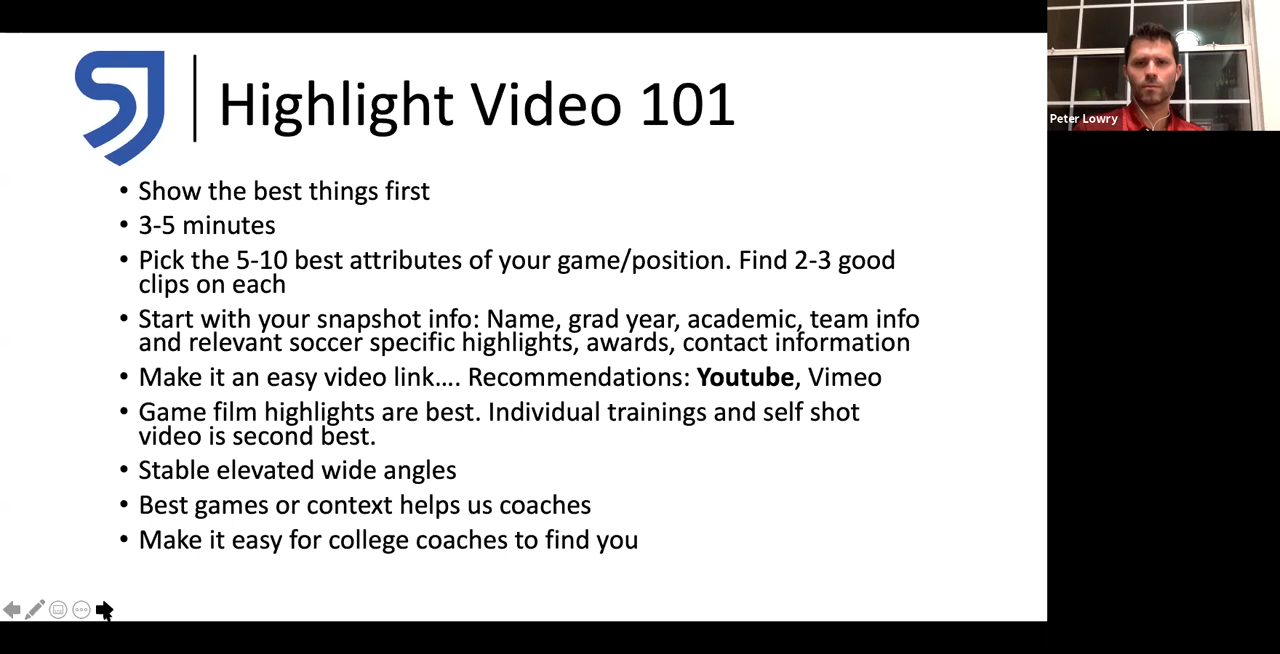 SJ
Highlight Video 101
• Show the best things first
• 3-5 minutes
• Pick the 5-10 best attributes of your game/position. Find 2-3 good
clips on each
• Start with your snapshot info: Name, grad year, academic, team info
and relevant soccer specific highlights, awards, contact information
• Make it an easy video link.... Recommendations: Youtube, Vimeo
• Game film highlights are best. Individual trainings and self shot
video is second best.
• Stable elevated wide angles
• Best games or context helps us coaches
• Make it easy for college coaches to find you
Peter Lowry